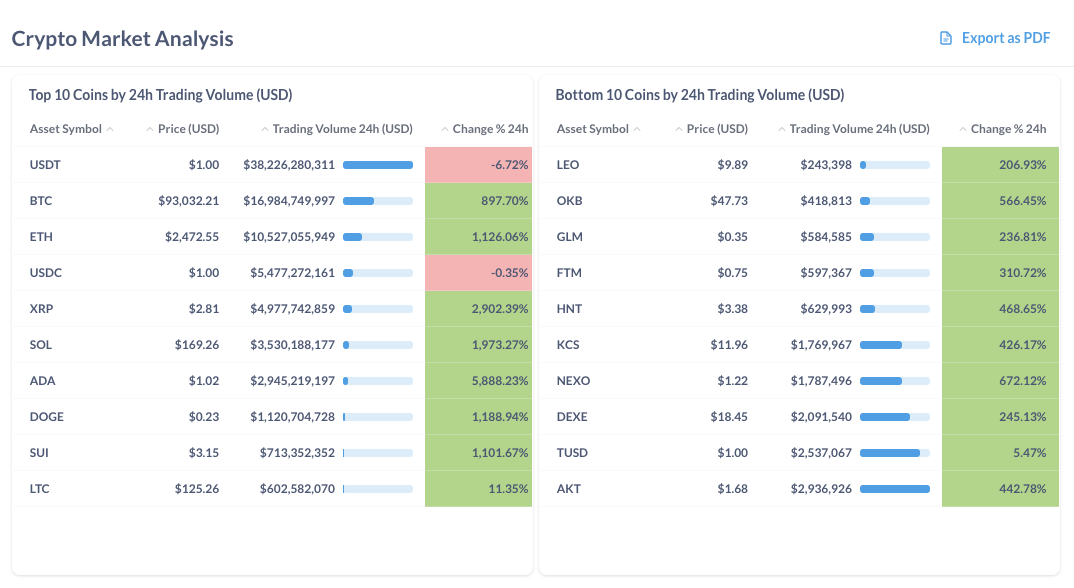 Crypto Market Analysis
Export as PDF
Top 10 Coins by 24h Trading Volume (USD)
Asset Symbol Price (USD) Trading Volume 24h (USD) Change % 24h
USDT $1.00 $38,226,280,311 -6.72%
BTC $93,032.21 $16,984,749,997 897.70%
ETH $2,472.55 $10,527,055,949 1,126.06%
USDC $1.00 $5,477,272,161 -0.35%
XRP $2.81 $4,977,742,859 2,902.39%
SOL $169.26 $3,530,188,177 1,973.27%
ADA $1.02 $2,945,219,197 5,888.23%
DOGE $0.23 $1,120,704,728 1,188.94%
SUI $3.15 $713,352,352 1,101.67%
LTC $125.26 $602,582,070 11.35%
Bottom 10 Coins by 24h Trading Volume (USD)
Asset Symbol Price (USD) Trading Volume 24h (USD) Change % 24h
LEO $9.89 $243,398 206.93%
OKB $47.73 $418,813 566.45%
GLM $0.35 $584,585 236.81%
FTM $0.75 $597,367 310.72%
HNT $3.38 $629,993 468.65%
KCS $11.96 $1,769,967 426.17%
NEXO $1.22 $1,787,496 672.12%
DEXE $18.45 $2,091,540 245.13%
TUSD $1.00 $2,537,067 5.47%
AKT $1.68 $2,936,926 442.78%